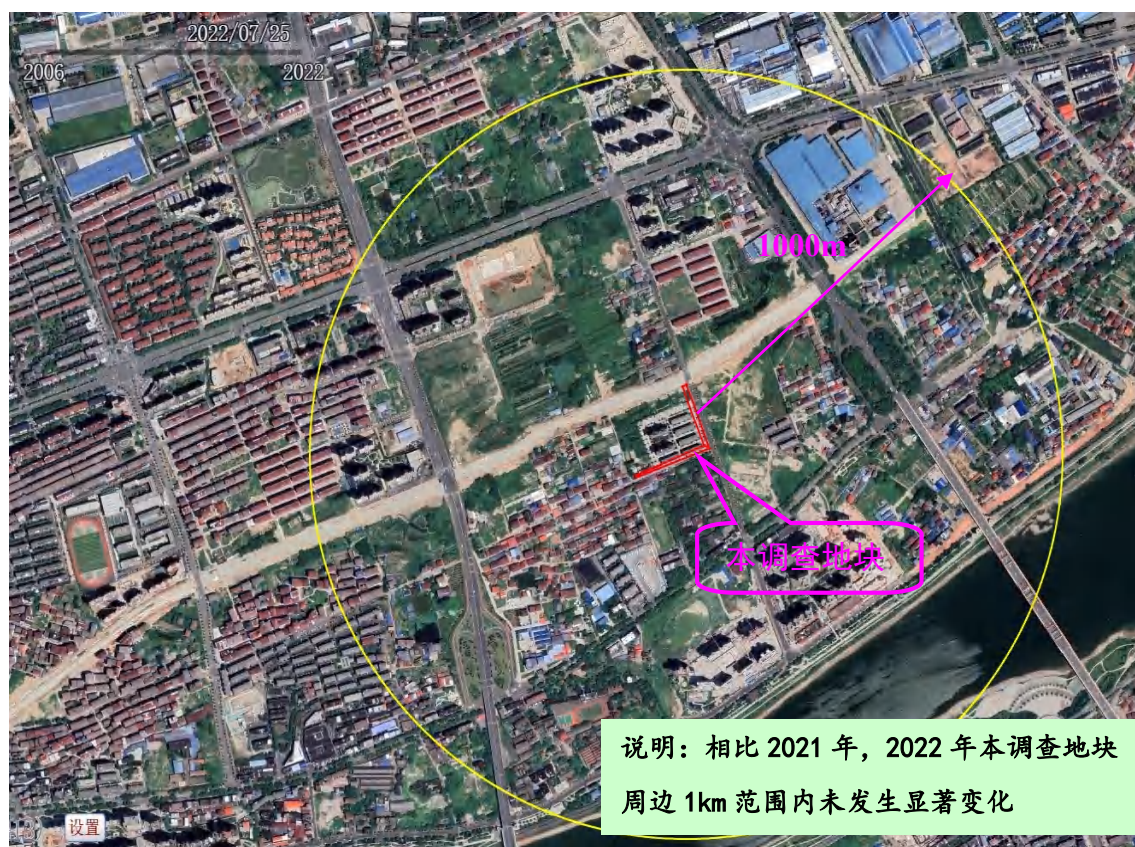 2022/07/25
2006
2022
1000m
本调查地块
说明：相比 2021 年，2022 年本调查地块
周边 1km 范围内未发生显著变化
设置